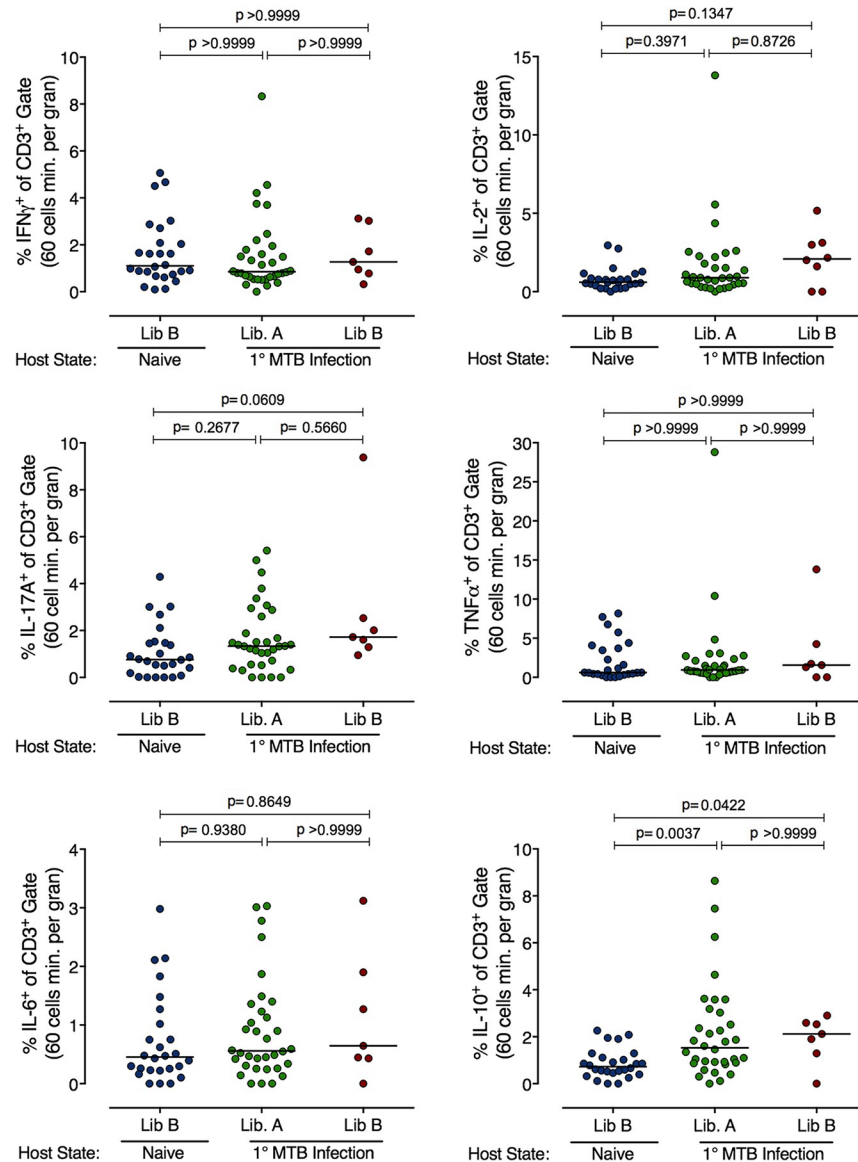 p >0.9999
p >0.9999
p >0.9999
% IFNγ⁺ of CD3⁺ Gate
(60 cells min. per gran)
10
8
6
4
2
0
Lib B
Lib. A
Lib B
Host State:
Naive
1° MTB Infection
p= 0.1347
p=0.3971
p=0.8726
% IL-2⁺ of CD3⁺ Gate
(60 cells min. per gran)
15
10
5
0
Lib B
Lib. A
Lib B
Host State:
Naive
1° MTB Infection
p=0.0609
p= 0.2677
p= 0.5660
% IL-17A⁺ of CD3⁺ Gate
(60 cell min. per gran)
10
8
6
4
2
0
Lib B
Lib. A
Lib B
Host State:
Naive
1° MTB Infection
p >0.9999
p >0.9999
p >0.9999
% TNFα⁺ of CD3⁺ Gate
(60 cells min. per gran)
30
25
20
15
10
5
0
Lib B
Lib. A
Lib B
Host State:
Naive
1° MTB Infection
p=0.8649
p= 0.9380
p >0.9999
% IL-6⁺ of CD3⁺ Gate
(60 cells min. per gran)
4
3
2
1
0
Lib B
Lib. A
Lib B
Host State:
Naive
1° MTB Infection
p=0.0422
p= 0.0037
p >0.9999
% IL-10⁺ of CD3⁺ Gate
(60 cells min. per gran)
10
8
6
4
2
0
Lib B
Lib. A
Lib B
Host State:
Naive
1° MTB Infection